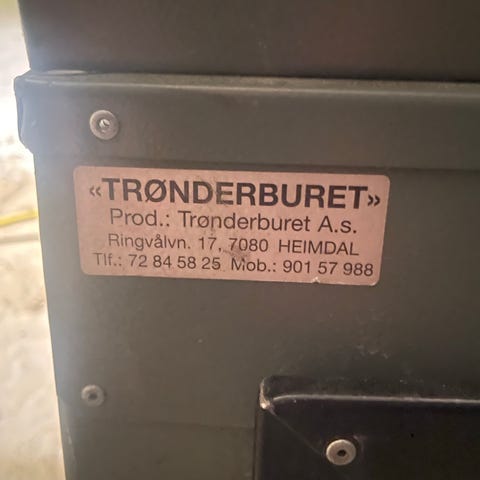 «TRØNDERBURET»
Prod.: Trønderburet A.s.
Ringvålvn. 17, 7080 HEIMDAL
Tlf.: 72 84 58 25 Mob.: 901 57 988